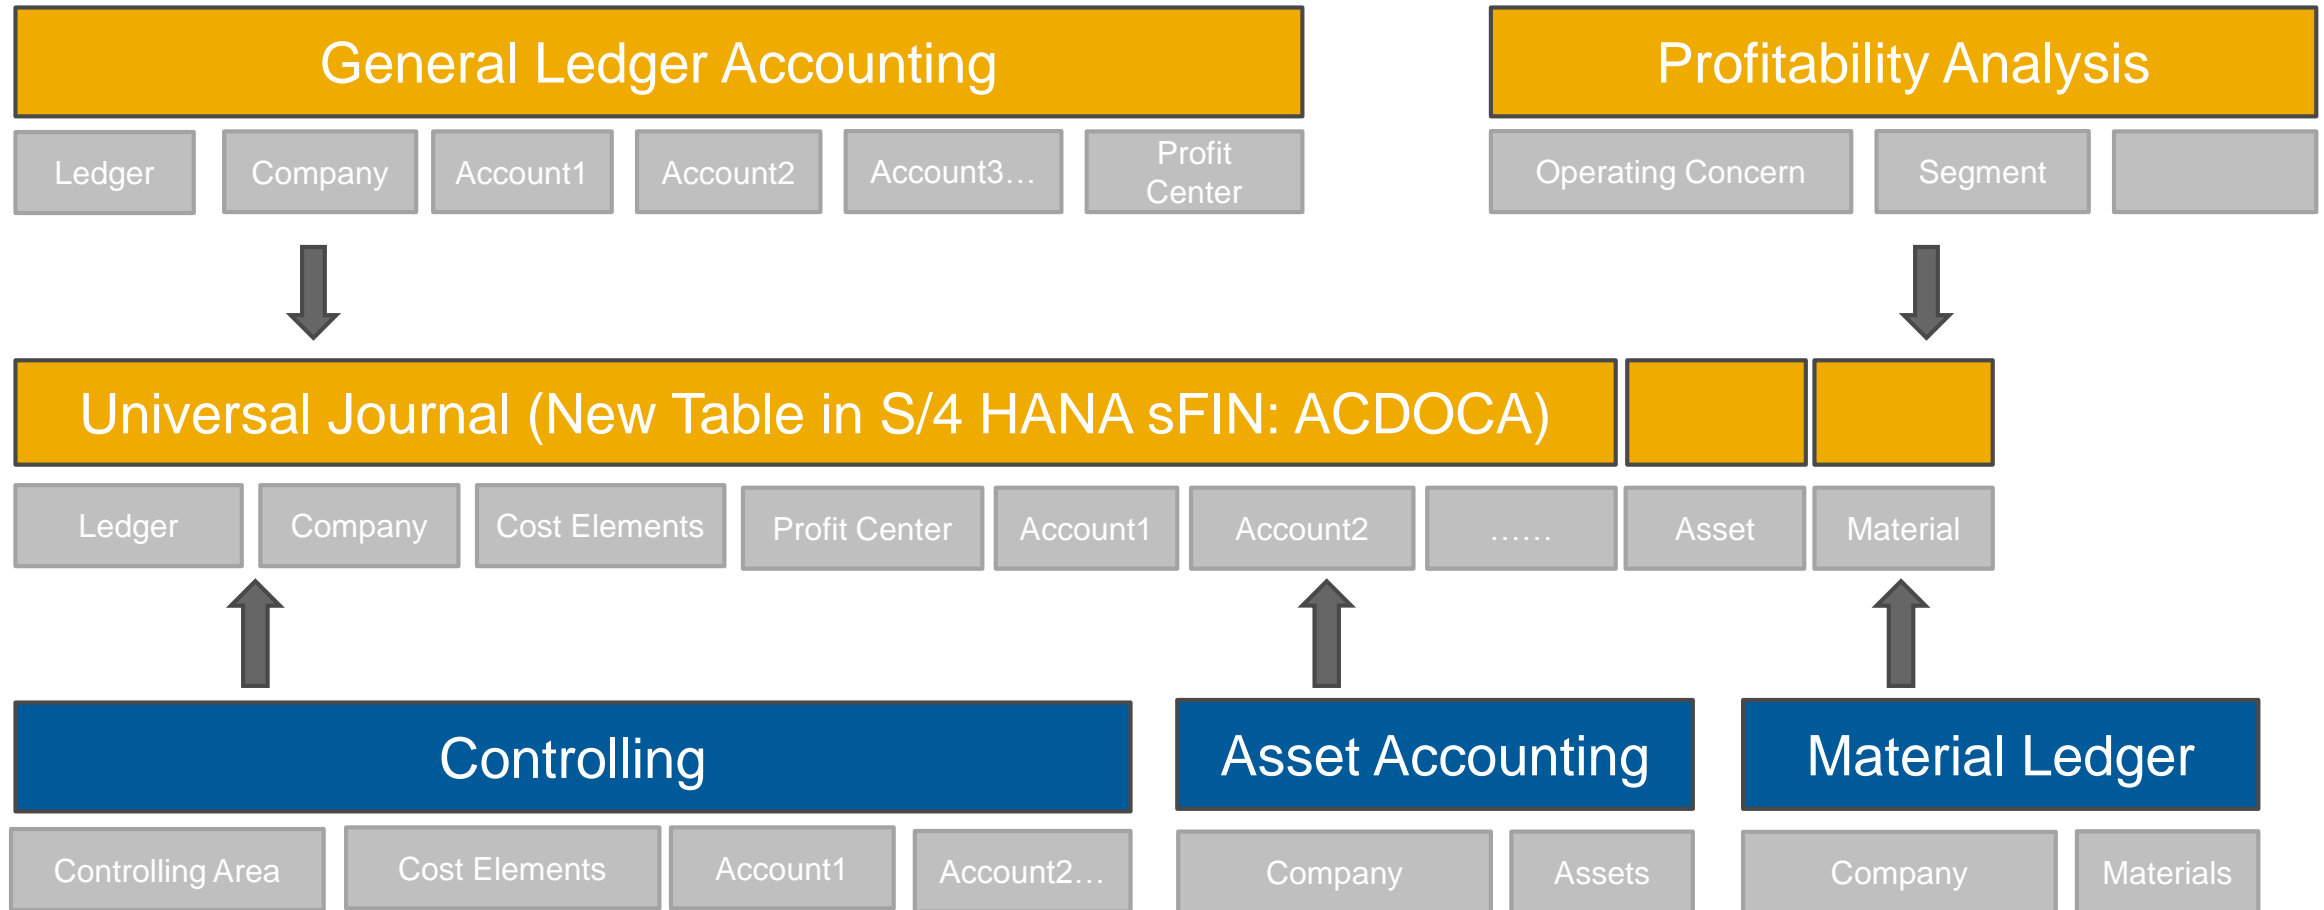 General Ledger Accounting
Profitability Analysis
Ledger
Company
Account1
Account2
Account3…
Profit
Center
Operating Concern
Segment
Universal Journal (New Table in S/4 HANA sFIN: ACDOCA)
Ledger
Company
Cost Elements
Profit Center
Account1
Account2
……
Asset
Material
Controlling
Asset Accounting
Material Ledger
Controlling Area
Cost Elements
Account1
Account2…
Company
Assets
Company
Materials